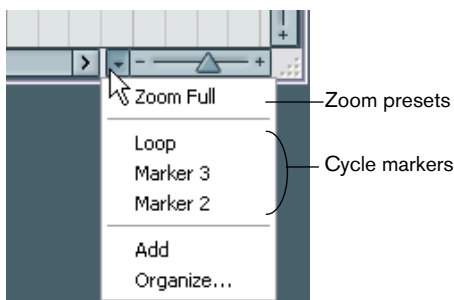 Zoom Full
Zoom presets
Loop
Marker 3
Cycle markers
Marker 2
Add
Organize...